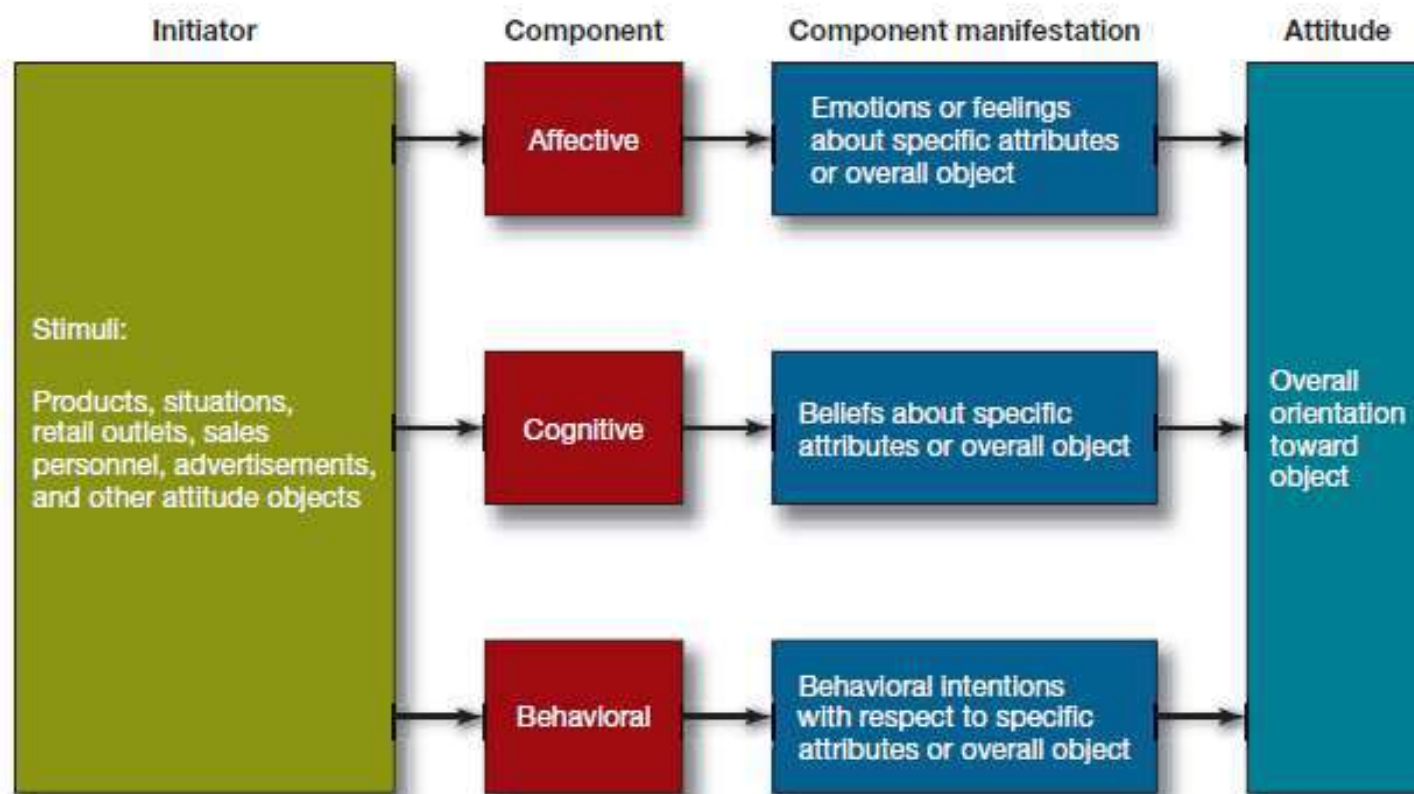 Initiator
Component
Component manifestation
Attitude
Stimuli:
Products, situations,
retail outlets, sales
personnel, advertisements,
and other attitude objects
Affective
Emotions or feelings
about specific attributes
or overall object
Cognitive
Beliefs about specific
attributes or overall object
Behavioral
Behavioral intentions
with respect to specific
attributes or overall object
Overall
orientation
toward
object